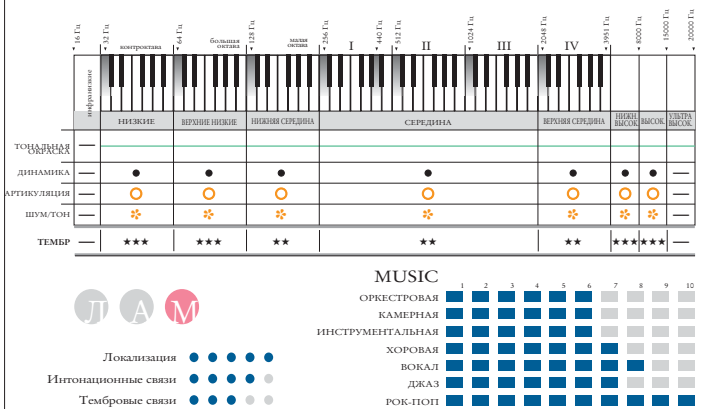 16 Гц 32 Гц 64 Гц 128 Гц 256 Гц 440 Гц 512 Гц 1024 Гц 2048 Гц 3951 Гц 8000 Гц 15000 Гц 20000 Гц
контроктава большая октава малая октава I II III IV
инфранизкие
НИЗКИЕ ВЕРХНИЕ НИЗКИЕ НИЖНЯЯ СЕРЕДИНА СЕРЕДИНА ВЕРХНЯЯ СЕРЕДИНА НИЖН. ВЫСОК. ВЫСОК. УЛЬТРА ВЫСОК.
ТОНАЛЬНАЯ
ОКРАСКА
ДИНАМИКА
АРТИКУЛЯЦИЯ
ШУМ/ТОН
ТЕМБР
Л А М
Локализация
Интонационные связи
Тембровые связи
MUSIC
1 2 3 4 5 6 7 8 9 10
ОРКЕСТРОВАЯ
КАМЕРНАЯ
ИНСТРУМЕНТАЛЬНАЯ
ХОРОВАЯ
ВОКАЛ
ДЖАЗ
РОК-ПОП